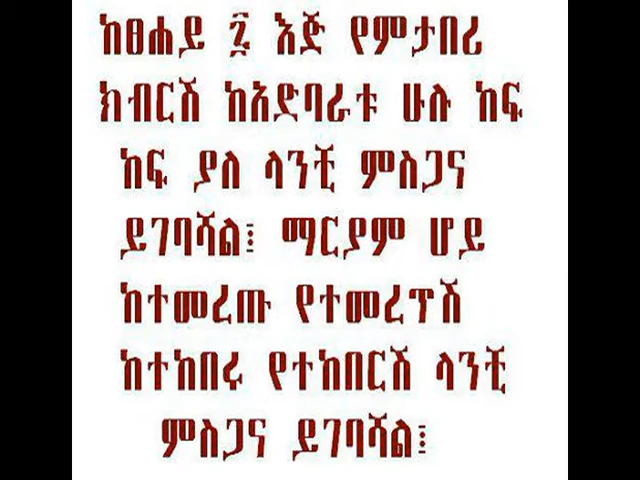 ከፀሐይ ፯ እጅ የምታበሪ
ክብርሽ ከአድባራቱ ሁሉ ከፍ
ከፍ ያለ ላንቺ ምስጋና
ይገባሻል፤ ማርያም ሆይ
ከተመረጡ የተመረጥሽ
ከተከበሩ የተከበርሽ ላንቺ
ምስጋና ይገባሻል፤